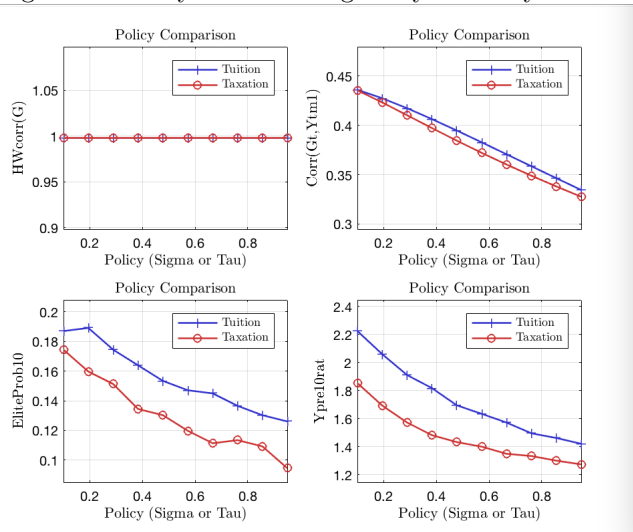 Policy Comparison
HWcorr(G)
1.05
1
0.95
0.9
Tuition
Taxation
0.2 0.4 0.6 0.8
Policy (Sigma or Tau)
Policy Comparison
Corr(Gt,Ytm1)
0.45
0.4
0.35
0.3
Tuition
Taxation
0.2 0.4 0.6 0.8
Policy (Sigma or Tau)
Policy Comparison
EliteProb10
0.2
0.18
0.16
0.14
0.12
0.1
Tuition
Taxation
0.2 0.4 0.6 0.8
Policy (Sigma or Tau)
Policy Comparison
Ypre10rat
2.4
2.2
2
1.8
1.6
1.4
1.2
Tuition
Taxation
0.2 0.4 0.6 0.8
Policy (Sigma or Tau)